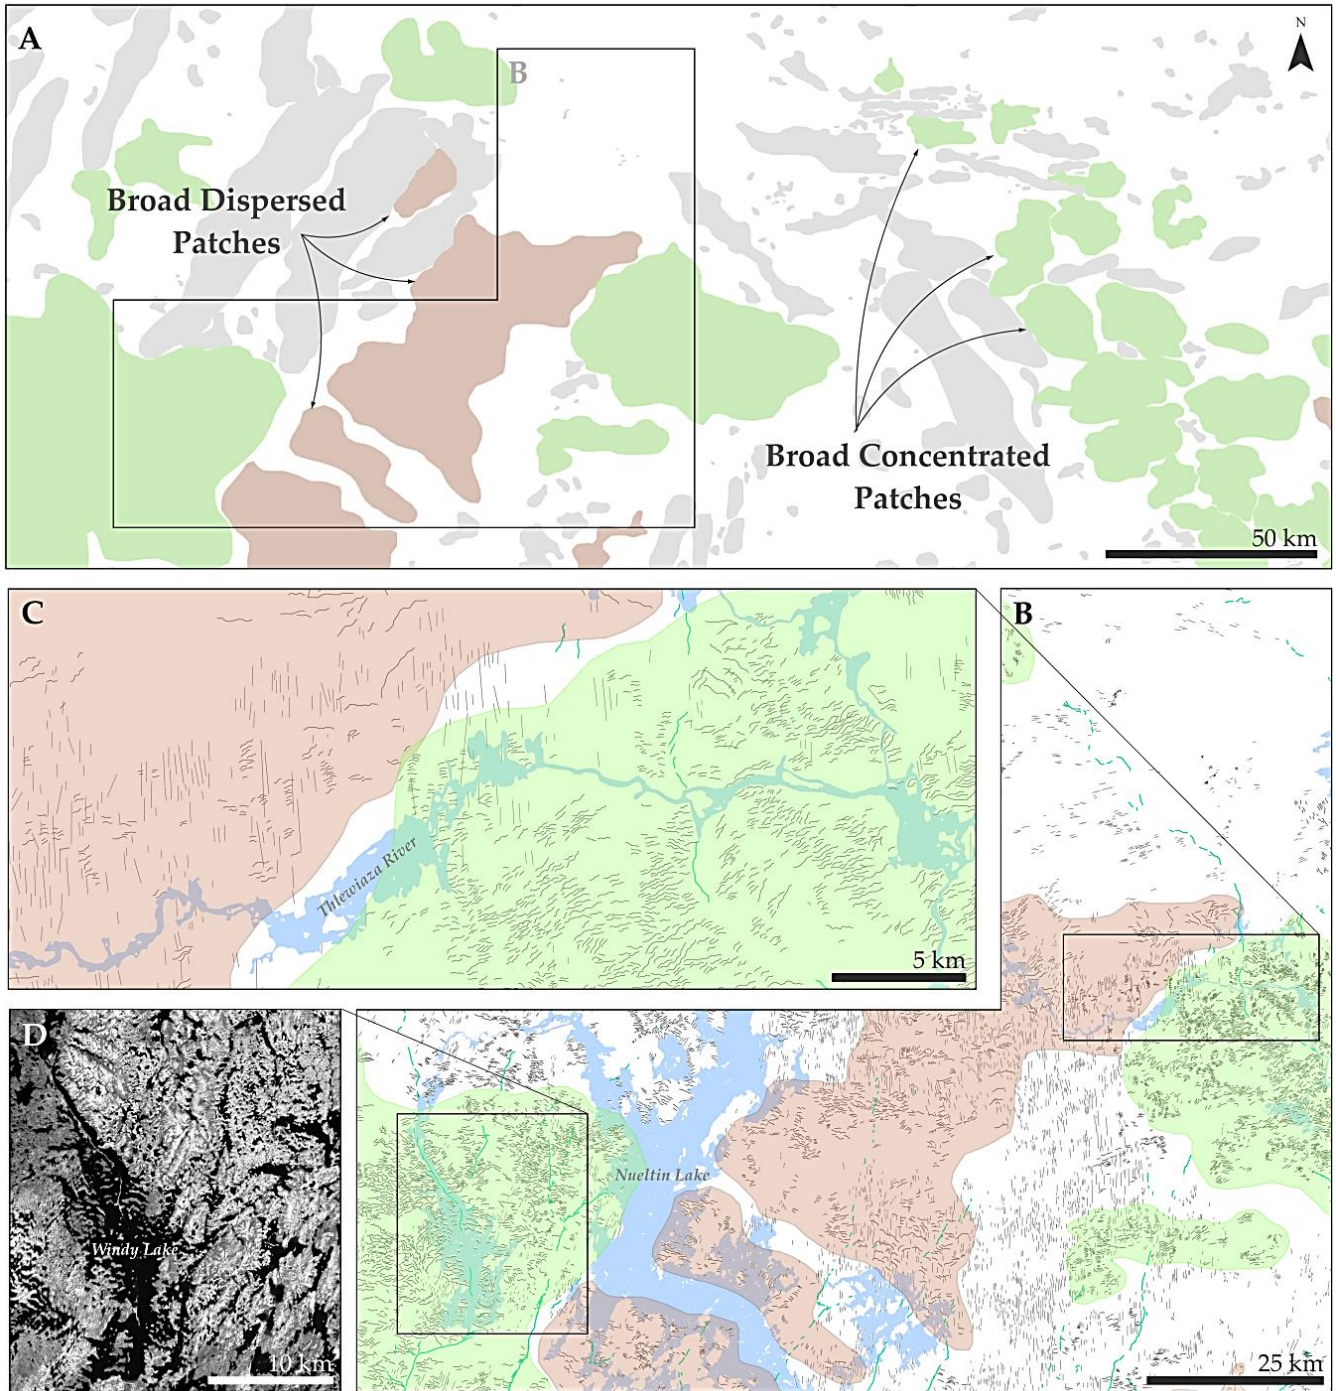 A
N
B
Broad Dispersed
Patches
Broad Concentrated
Patches
50 km
C
B
Thlewiaza River
5 km
D
Windy Lake
10 km
Nueltin Lake
25 km